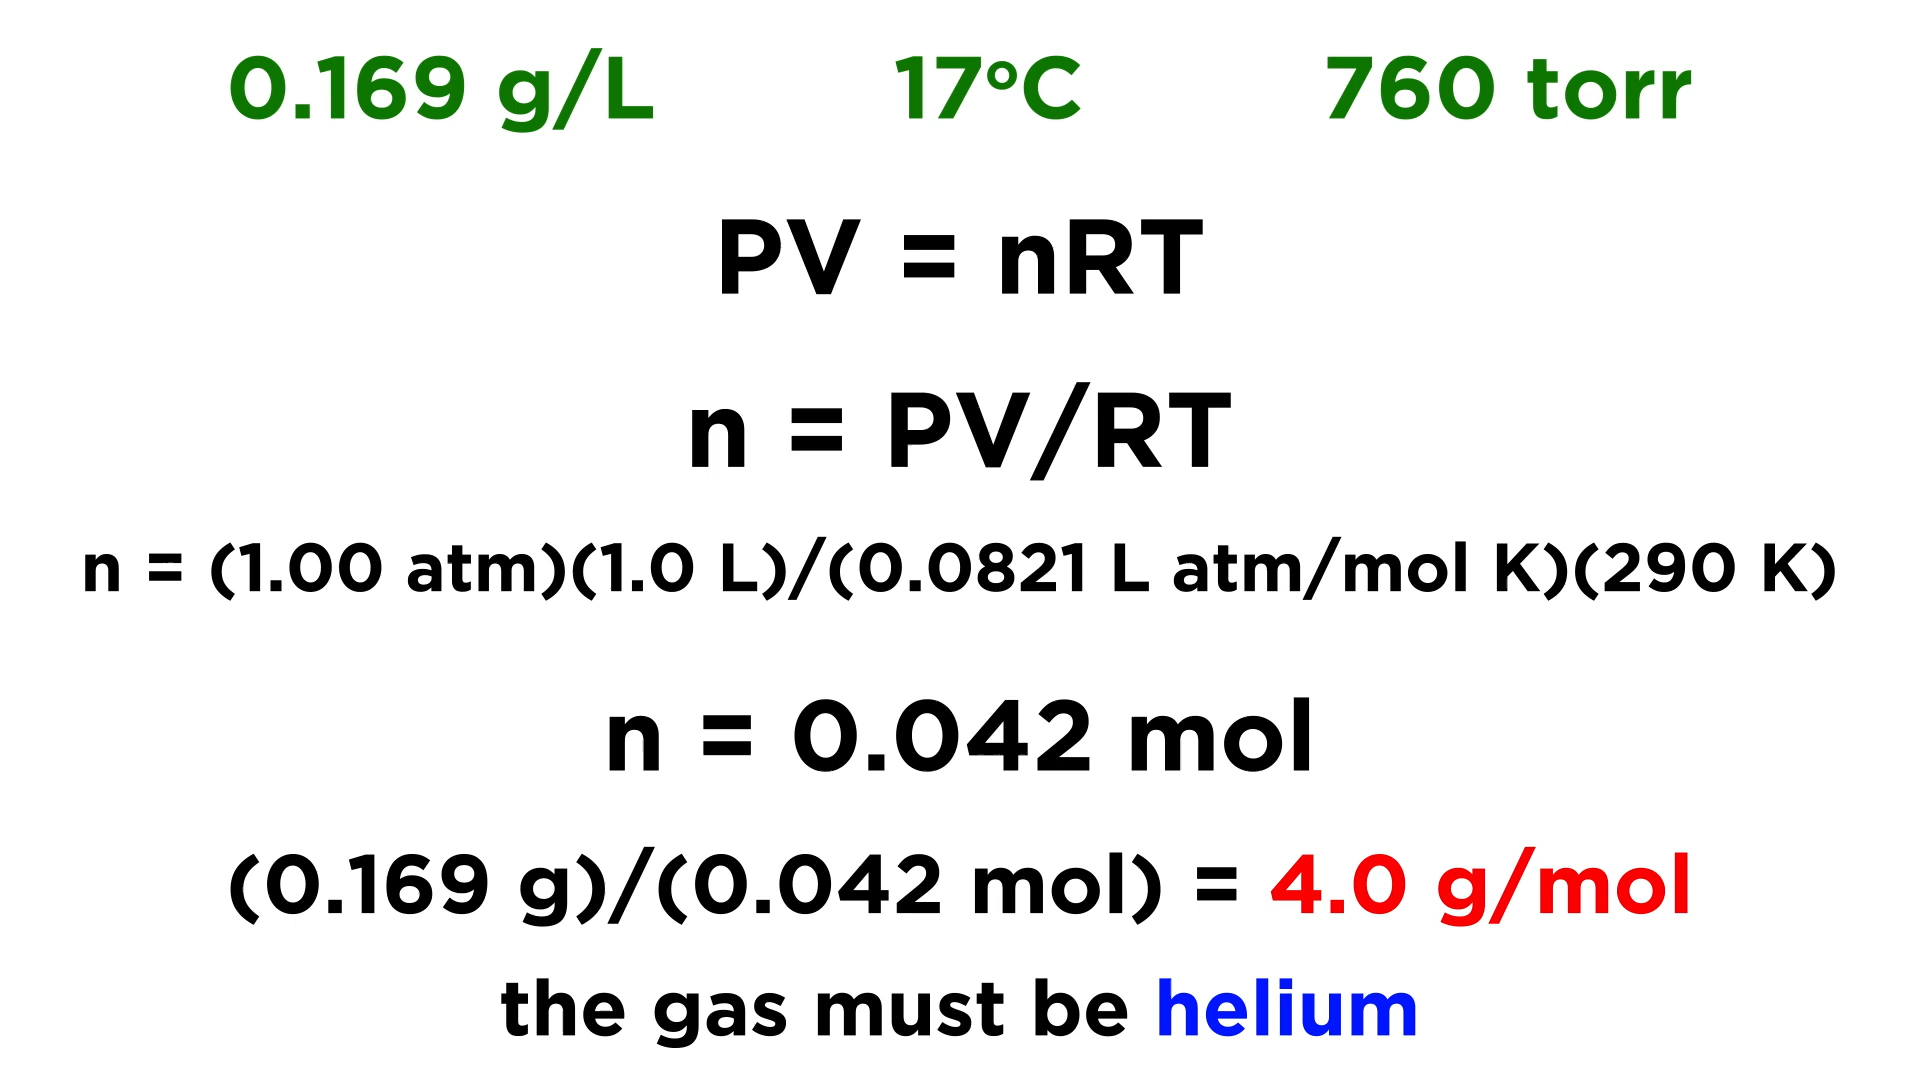 0.169 g/L 17°C 760 torr
PV = nRT
n = PV/RT
n = (1.00 atm)(1.0 L)/(0.0821 L atm/mol K)(290 K)
n = 0.042 mol
(0.169 g)/(0.042 mol) = 4.0 g/mol
the gas must be helium